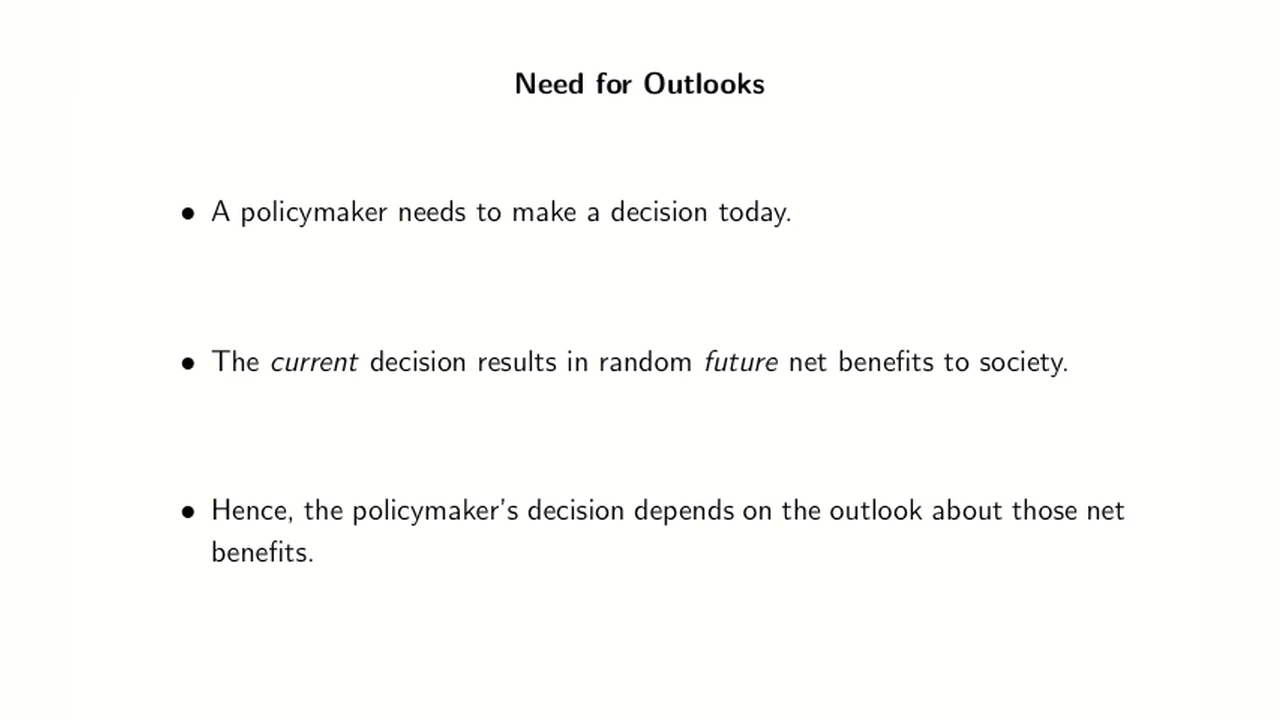 Need for Outlooks
• A policymaker needs to make a decision today.
• The current decision results in random future net benefits to society.
• Hence, the policymaker's decision depends on the outlook about those net
benefits.